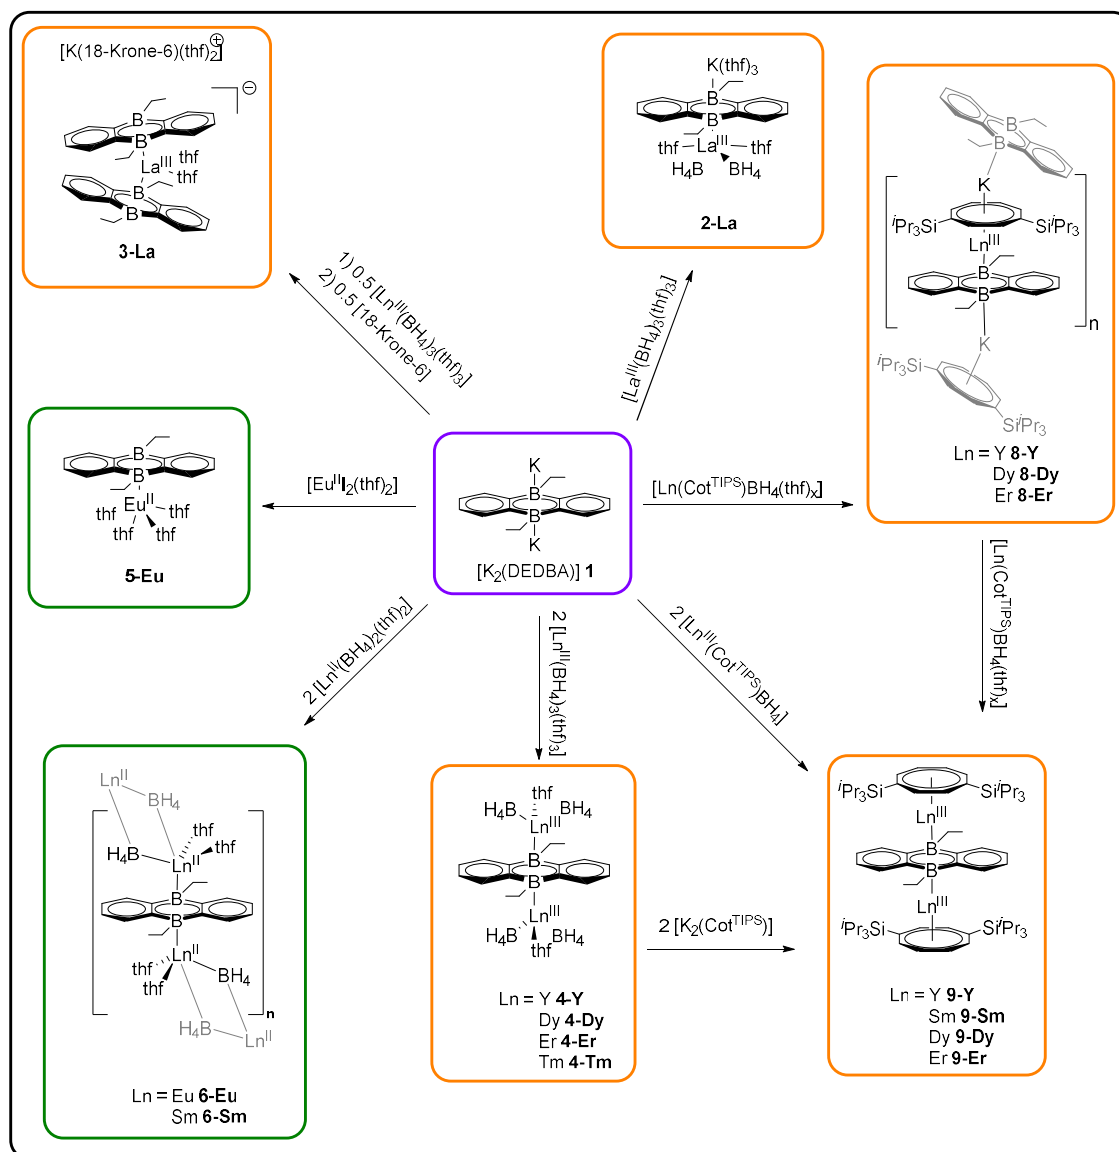 [K(18-Krone-6)(thf)₂]⊕
⊖
B
B
Laᴵᴵᴵ
thf
thf
B
B
3-La
K(thf)₃
B
B
thf Laᴵᴵᴵ thf
H₄B BH₄
2-La
B
B
K
ⁱPr₃Si SiⁱPr₃
Lnᴵᴵᴵ
B
B
n
K
ⁱPr₃Si
SiⁱPr₃
Ln = Y 8-Y
Dy 8-Dy
Er 8-Er
1) 0.5 [Lnᴵᴵᴵ(BH₄)₃(thf)₃]
2) 0.5 [18-Krone-6]
[Laᴵᴵᴵ(BH₄)₃(thf)₃]
B
B
Euᴵᴵ
thf thf
thf thf
5-Eu
[EuᴵᴵI₂(thf)₂]
K
B
B
K
[K₂(DEDBA)] 1
[Ln(Cotᵀᴵᴾˢ)BH₄(thf)ₓ]
[Ln(Cotᵀᴵᴾˢ)BH₄(thf)ₓ]
2 [Lnᴵᴵ(BH₄)₂(thf)₂]
2 [Lnᴵᴵᴵ(BH₄)₃(thf)₃]
2 [Lnᴵᴵᴵ(Cotᵀᴵᴾˢ)BH₄]
Lnᴵᴵ
BH₄
thf
H₄B Lnᴵᴵ thf
B
B
Lnᴵᴵ
thf BH₄
thf
n
H₄B Lnᴵᴵ
Ln = Eu 6-Eu
Sm 6-Sm
thf
H₄B BH₄
Lnᴵᴵᴵ
B
B
Lnᴵᴵᴵ
H₄B BH₄
thf
Ln = Y 4-Y
Dy 4-Dy
Er 4-Er
Tm 4-Tm
2 [K₂(Cotᵀᴵᴾˢ)]
ⁱPr₃Si SiⁱPr₃
Lnᴵᴵᴵ
B
B
Lnᴵᴵᴵ
ⁱPr₃Si SiⁱPr₃
Ln = Y 9-Y
Sm 9-Sm
Dy 9-Dy
Er 9-Er